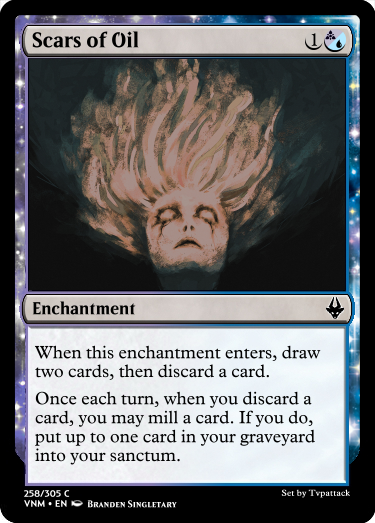 Scars of Oil
1
Enchantment
When this enchantment enters, draw
two cards, then discard a card.
Once each turn, when you discard a
card, you may mill a card. If you do,
put up to one card in your graveyard
into your sanctum.
258/305 C
VNM • EN Branden Singletary
Set by Tvpattack